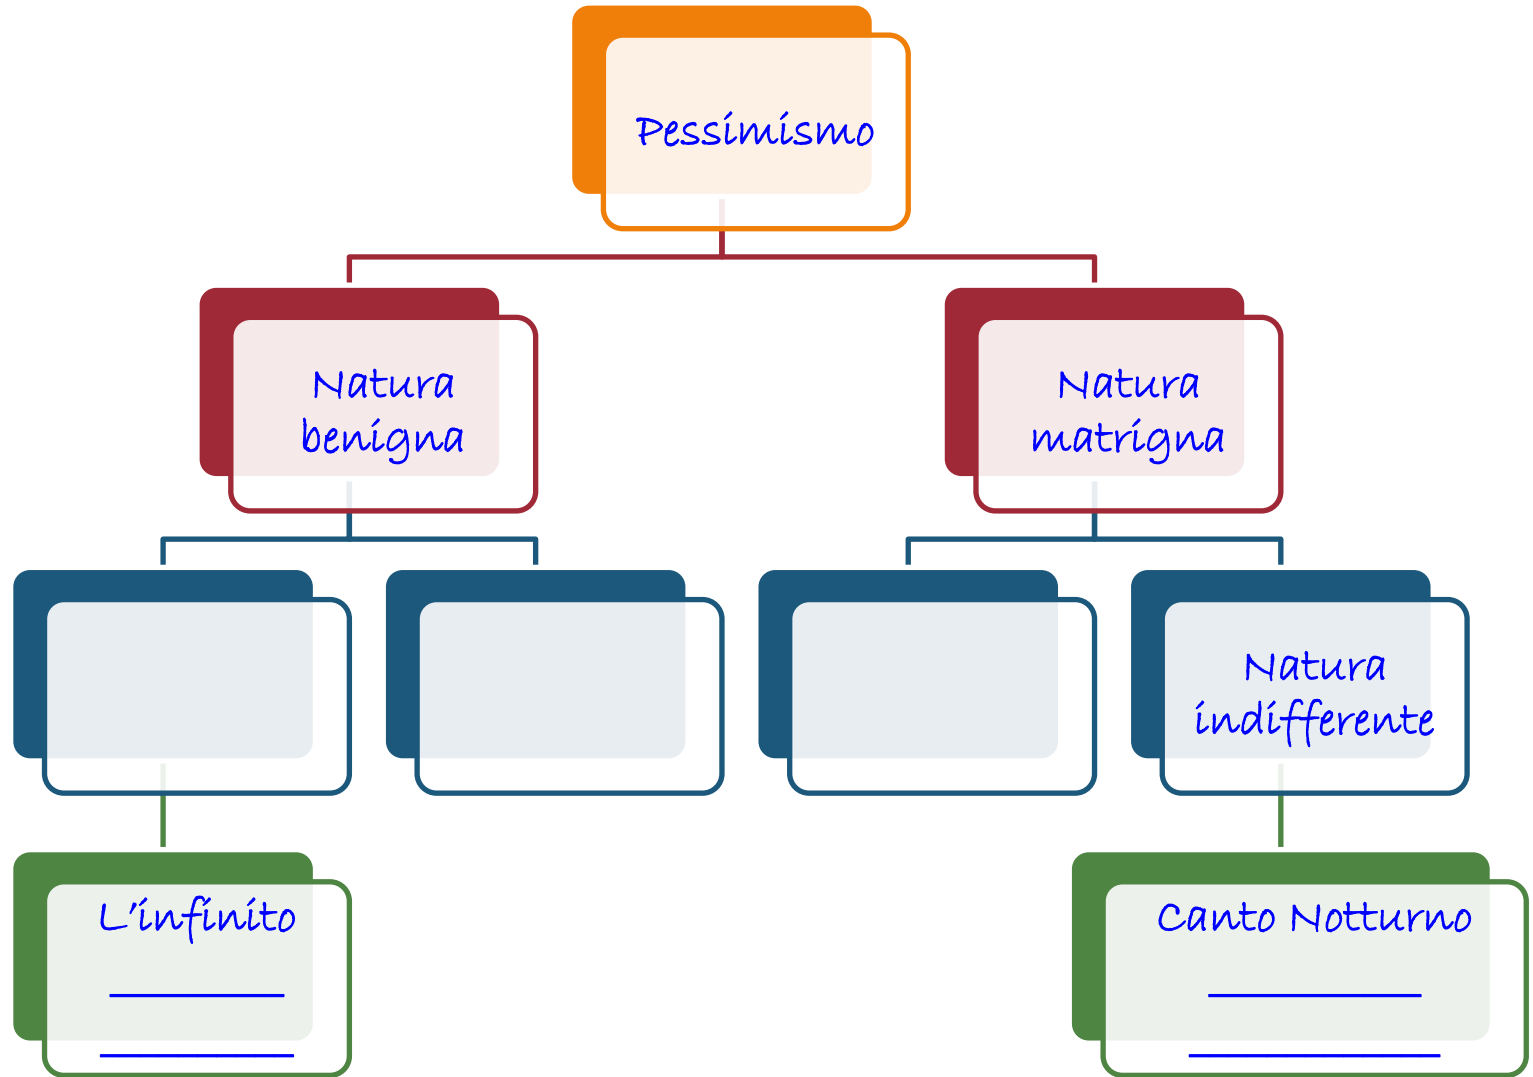 Pessimismo
Natura
benigna
Natura
matrigna
Natura
indifferente
L'infinito
Canto Notturno